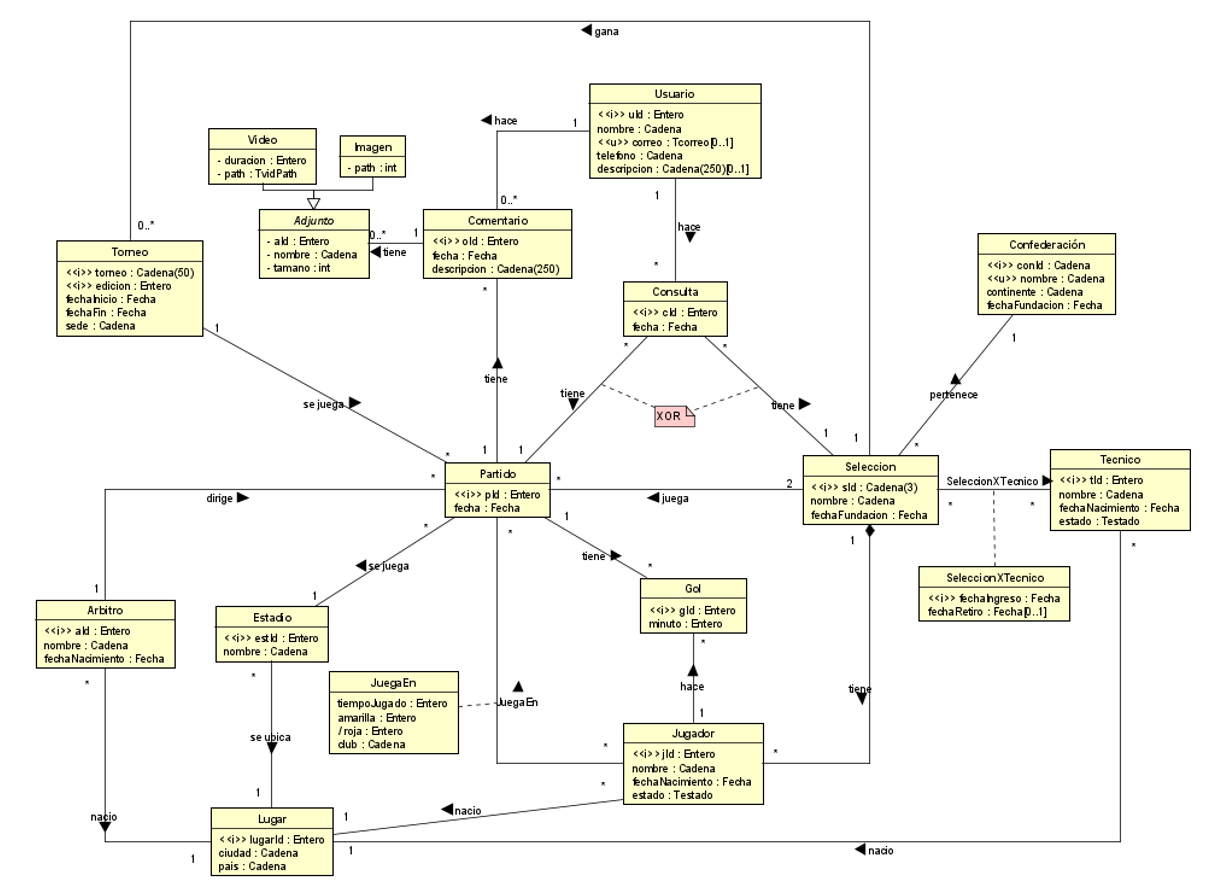 gana
Usuario
<<i>> uId : Entero
nombre : Cadena
<<u>> correo : Tcorreo[0..1]
telefono : Cadena
descripcion : Cadena(250)[0..1]
hace
1
1
Video
- duracion : Entero
- path : TvidPath
Imagen
- path : int
Adjunto
- aId : Entero
- nombre : Cadena
- tamano : int
0..*
1
tiene
0..*
Comentario
<<i>> oId : Entero
fecha : Fecha
descripcion : Cadena(250)
*
hace
*
0..*
Torneo
<<i>> torneo : Cadena(50)
<<i>> edicion : Entero
fechaInicio : Fecha
fechaFin : Fecha
sede : Cadena
1
Confederación
<<i>> conId : Cadena
<<u>> nombre : Cadena
continente : Cadena
fechaFundacion : Fecha
1
Consulta
<<i>> cId : Entero
fecha : Fecha
*
*
tiene
tiene
XOR
tiene
pertenece
se juega
*
1
1
1
1
*
Partido
<<i>> pId : Entero
fecha : Fecha
*
*
2
juega
Seleccion
<<i>> sId : Cadena(3)
nombre : Cadena
fechaFundacion : Fecha
SeleccionXTecnico
*
*
Tecnico
<<i>> tId : Entero
nombre : Cadena
fechaNacimiento : Fecha
estado : Testado
*
dirige
1
*
1
*
1
tiene
*
se juega
1
SeleccionXTecnico
<<i>> fechaIngreso : Fecha
fechaRetiro : Fecha[0..1]
Arbitro
<<i>> aId : Entero
nombre : Cadena
fechaNacimiento : Fecha
*
Estadio
<<i>> estId : Entero
nombre : Cadena
*
Gol
<<i>> gId : Entero
minuto : Entero
*
JuegaEn
tiempoJugado : Entero
amarilla : Entero
/ roja : Entero
club : Cadena
JuegaEn
hace
1
tiene
se ubica
1
Jugador
<<i>> jId : Entero
nombre : Cadena
fechaNacimiento : Fecha
estado : Testado
*
*
*
nacio
nacio
1
1
Lugar
<<i>> lugarId : Entero
ciudad : Cadena
pais : Cadena
1
nacio